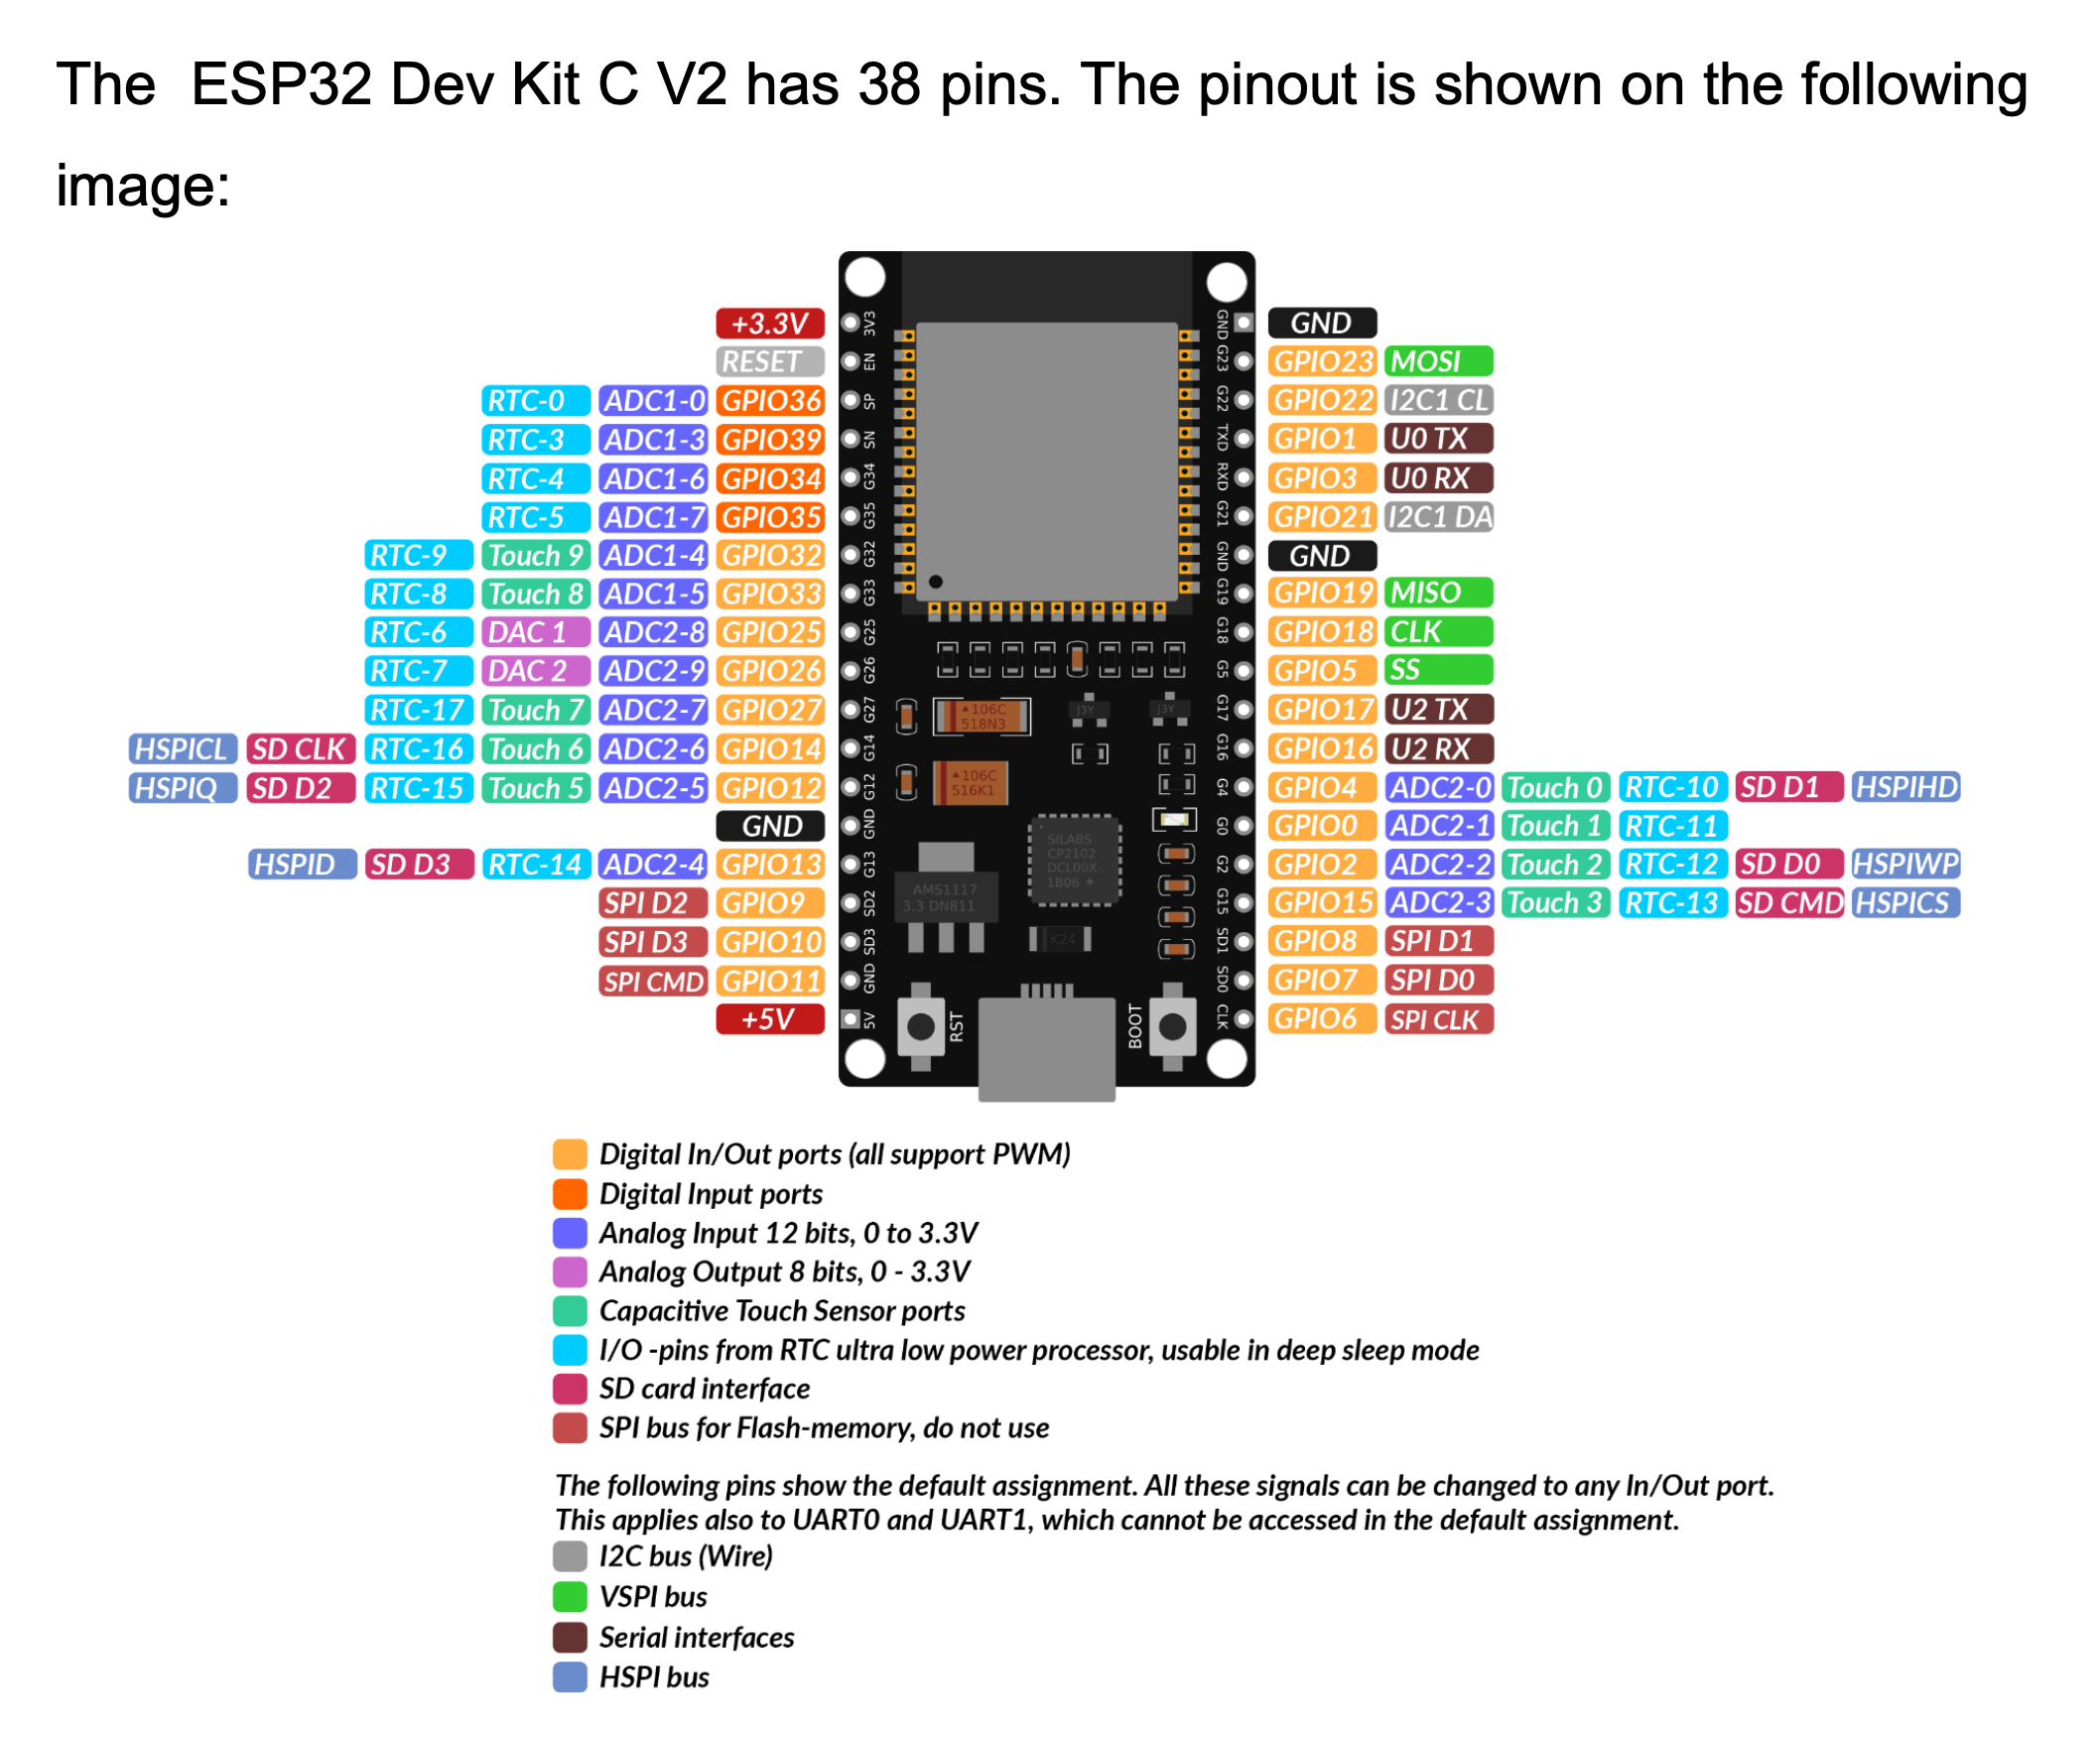 The ESP32 Dev Kit C V2 has 38 pins. The pinout is shown on the following
image:
+3.3V 3V3 GND GND
RESET EN G23 GPIO23 MOSI
RTC-0 ADC1-0 GPIO36 SP G22 GPIO22 I2C1 CL
RTC-3 ADC1-3 GPIO39 SN TXD GPIO1 U0 TX
RTC-4 ADC1-6 GPIO34 G34 RXD GPIO3 U0 RX
RTC-5 ADC1-7 GPIO35 G35 G21 GPIO21 I2C1 DA
RTC-9 Touch 9 ADC1-4 GPIO32 G32 GND GND
RTC-8 Touch 8 ADC1-5 GPIO33 G33 G19 GPIO19 MISO
RTC-6 DAC 1 ADC2-8 GPIO25 G25 G18 GPIO18 CLK
RTC-7 DAC 2 ADC2-9 GPIO26 G26 G5 GPIO5 SS
RTC-17 Touch 7 ADC2-7 GPIO27 G27 G17 GPIO17 U2 TX
HSPICL SD CLK RTC-16 Touch 6 ADC2-6 GPIO14 G14 G16 GPIO16 U2 RX
HSPIQ SD D2 RTC-15 Touch 5 ADC2-5 GPIO12 G12 G4 GPIO4 ADC2-0 Touch 0 RTC-10 SD D1 HSPIHD
GND GND G0 GPIO0 ADC2-1 Touch 1 RTC-11
HSPID SD D3 RTC-14 ADC2-4 GPIO13 G13 G2 GPIO2 ADC2-2 Touch 2 RTC-12 SD D0 HSPIWP
SPI D2 GPIO9 SD2 G15 GPIO15 ADC2-3 Touch 3 RTC-13 SD CMD HSPICS
SPI D3 GPIO10 SD3 SD1 GPIO8 SPI D1
SPI CMD GPIO11 GND SD0 GPIO7 SPI D0
+5V 5V CLK GPIO6 SPI CLK
106C
518N3
J3Y
J3Y
106C
516K1
SILABS
CP2102
DCL00X
1B06 +
AMS1117
3.3 DN811
K24
RST
BOOT
Digital In/Out ports (all support PWM)
Digital Input ports
Analog Input 12 bits, 0 to 3.3V
Analog Output 8 bits, 0 - 3.3V
Capacitive Touch Sensor ports
I/O -pins from RTC ultra low power processor, usable in deep sleep mode
SD card interface
SPI bus for Flash-memory, do not use
The following pins show the default assignment. All these signals can be changed to any In/Out port.
This applies also to UART0 and UART1, which cannot be accessed in the default assignment.
I2C bus (Wire)
VSPI bus
Serial interfaces
HSPI bus